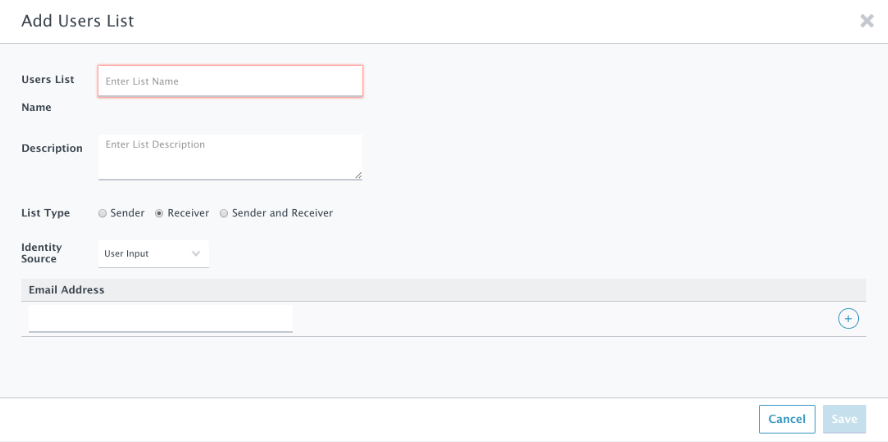 Add Users List
Users List
Name
Enter List Name
Description
Enter List Description
List Type
Sender
Receiver
Sender and Receiver
Identity
Source
User Input
Email Address
Cancel
Save